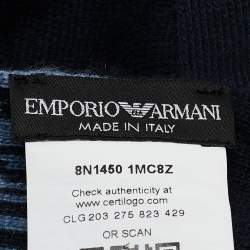 EMPORIO ARMANI
MADE IN ITALY
8N1450 1MC8Z
Check authenticity at
www.certilogo.com
CLG 203 275 823 429
OR SCAN